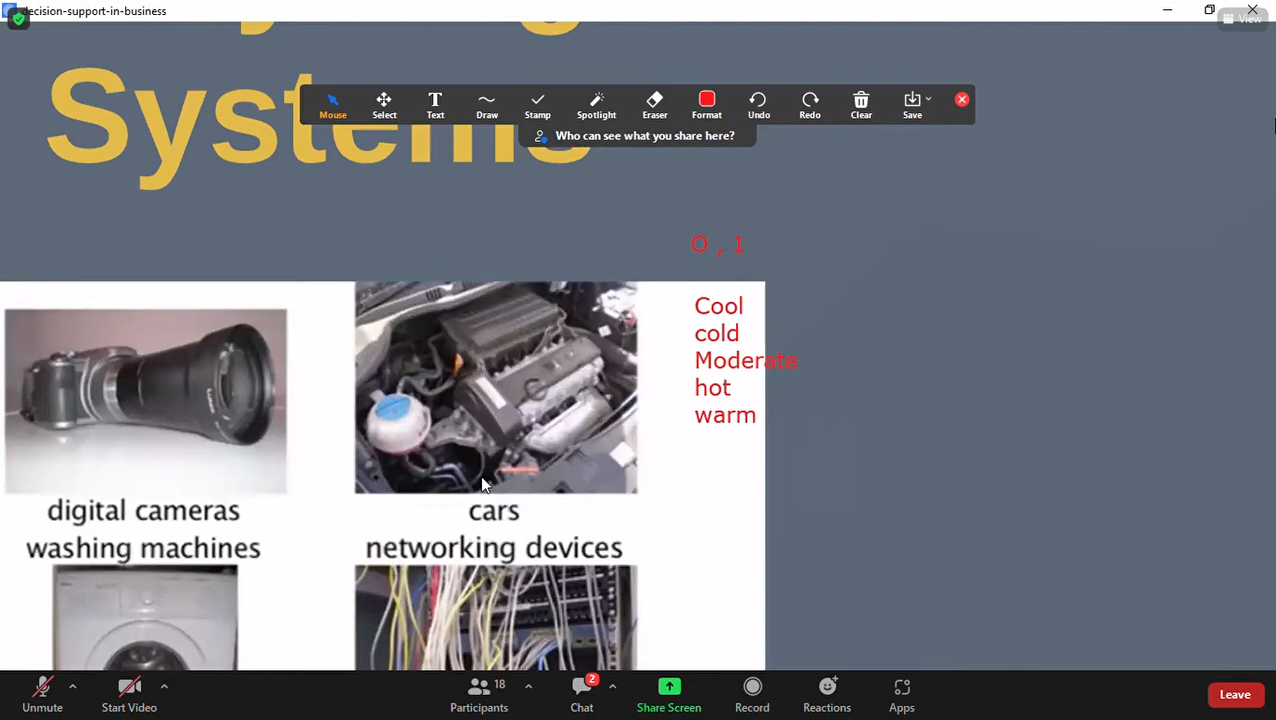 decision-support-in-business
View
Systems
Mouse
Select
Text
Draw
Stamp
Spotlight
Eraser
Format
Undo
Redo
Clear
Save
Who can see what you share here?
0 , 1
Cool
cold
Moderate
hot
warm
digital cameras
cars
washing machines
networking devices
Unmute
Start Video
18
Participants
2
Chat
Share Screen
Record
Reactions
Apps
Leave